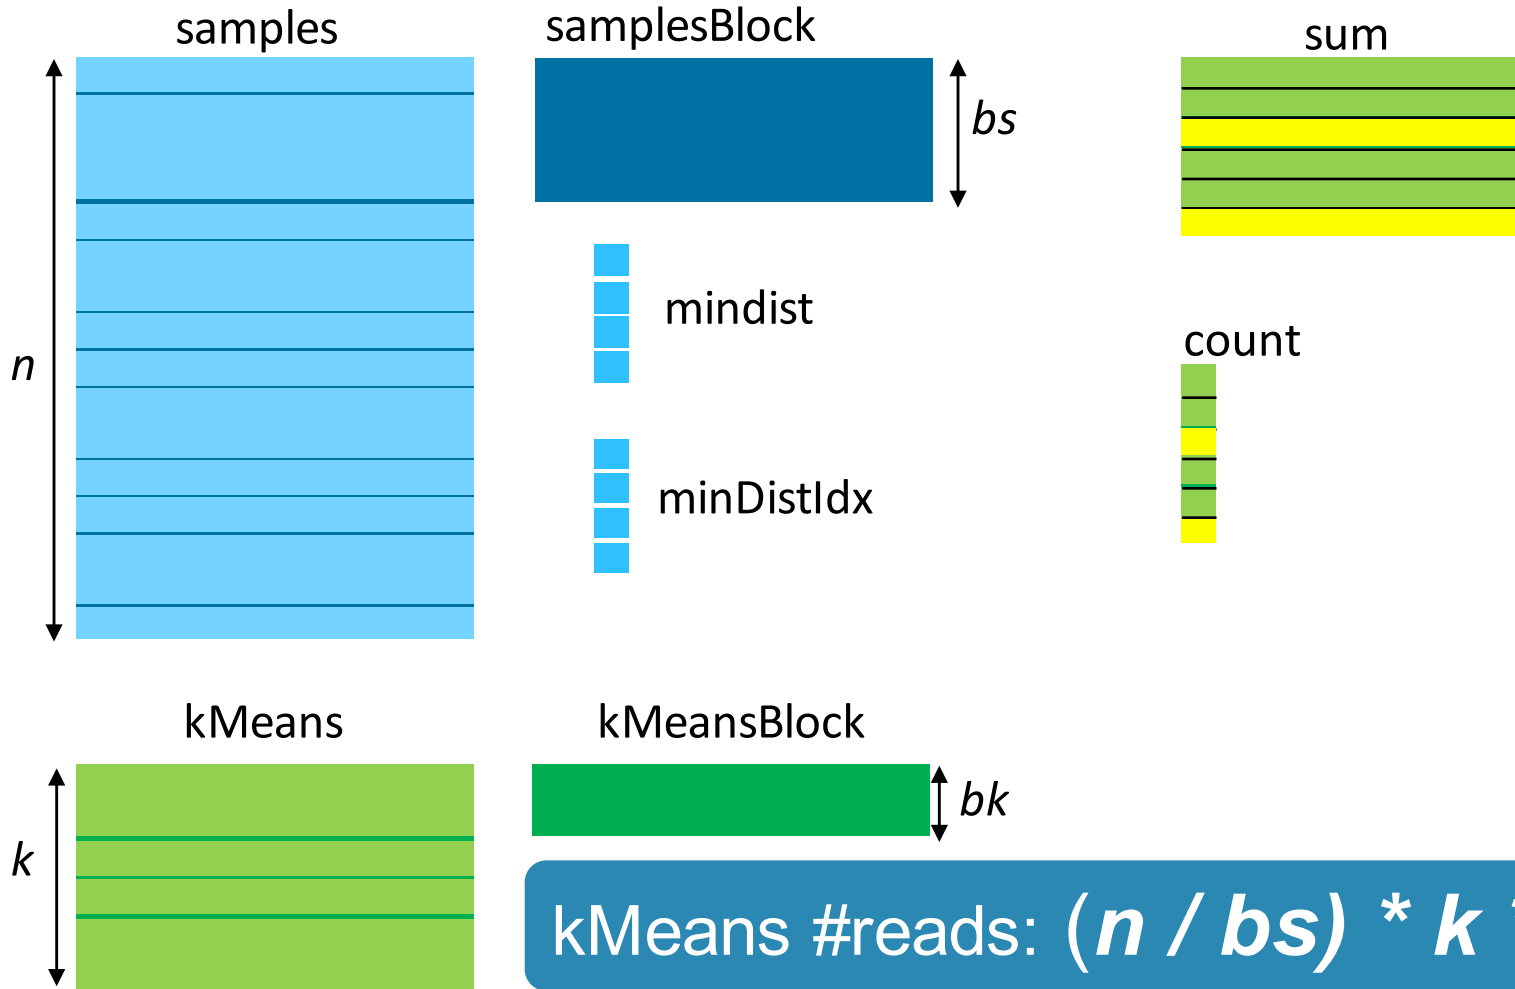 samples
samplesBlock
sum
bs
n
mindist
count
minDistIdx
kMeans
kMeansBlock
k
bk
kMeans #reads: (n / bs) * k